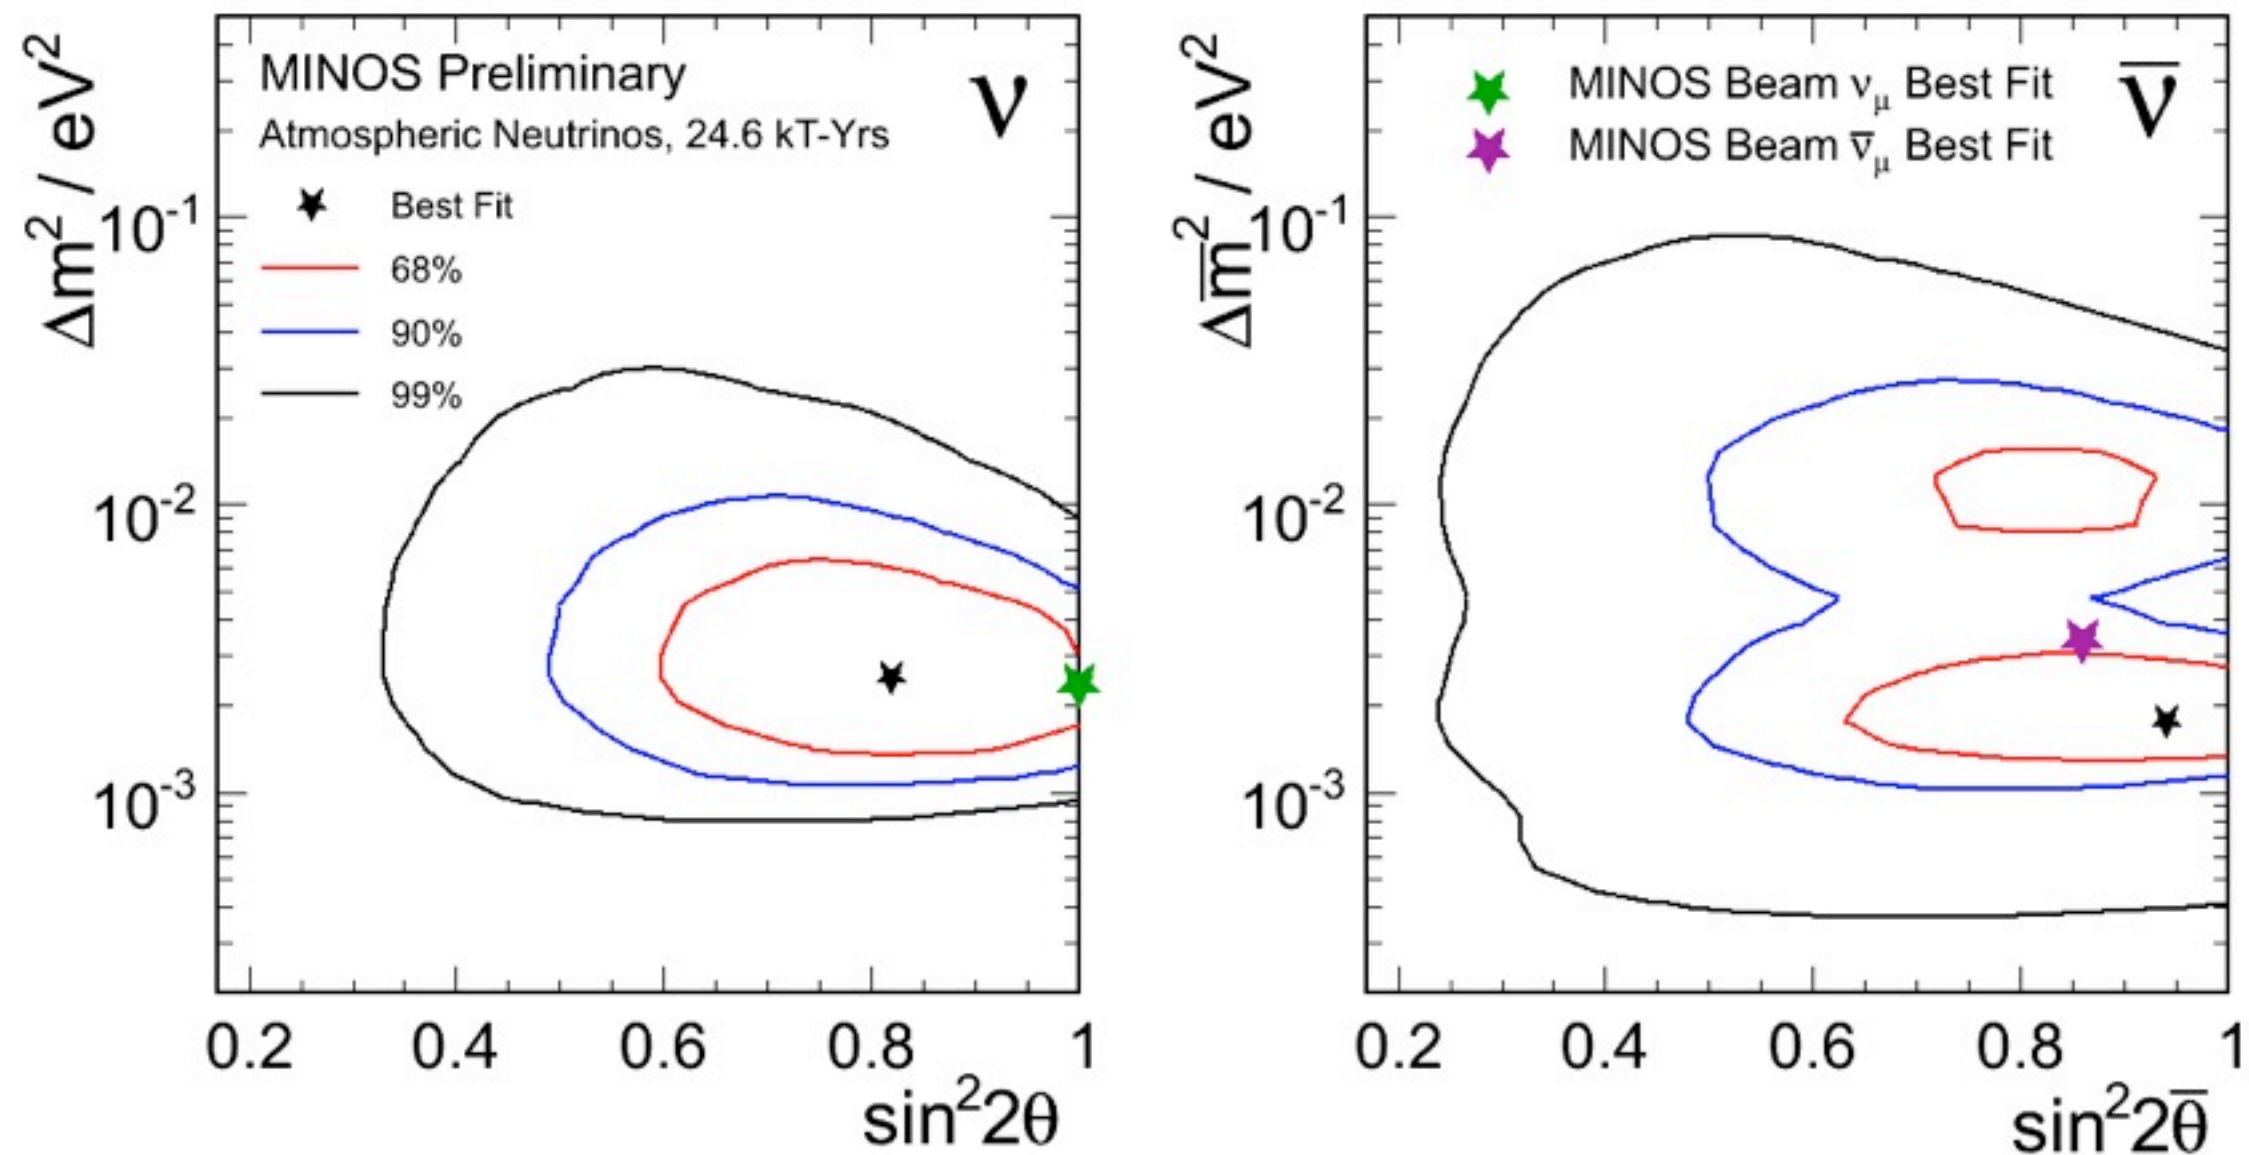 MINOS Preliminary
ν
Atmospheric Neutrinos, 24.6 kT-Yrs
Best Fit
68%
90%
99%
Δm² / eV²
10⁻¹
10⁻²
10⁻³
0.2 0.4 0.6 0.8 1
sin²2θ
MINOS Beam ν_μ Best Fit
MINOS Beam ν̅_μ Best Fit
ν̅
Δm̅² / eV²
10⁻¹
10⁻²
10⁻³
0.2 0.4 0.6 0.8 1
sin²2θ̅